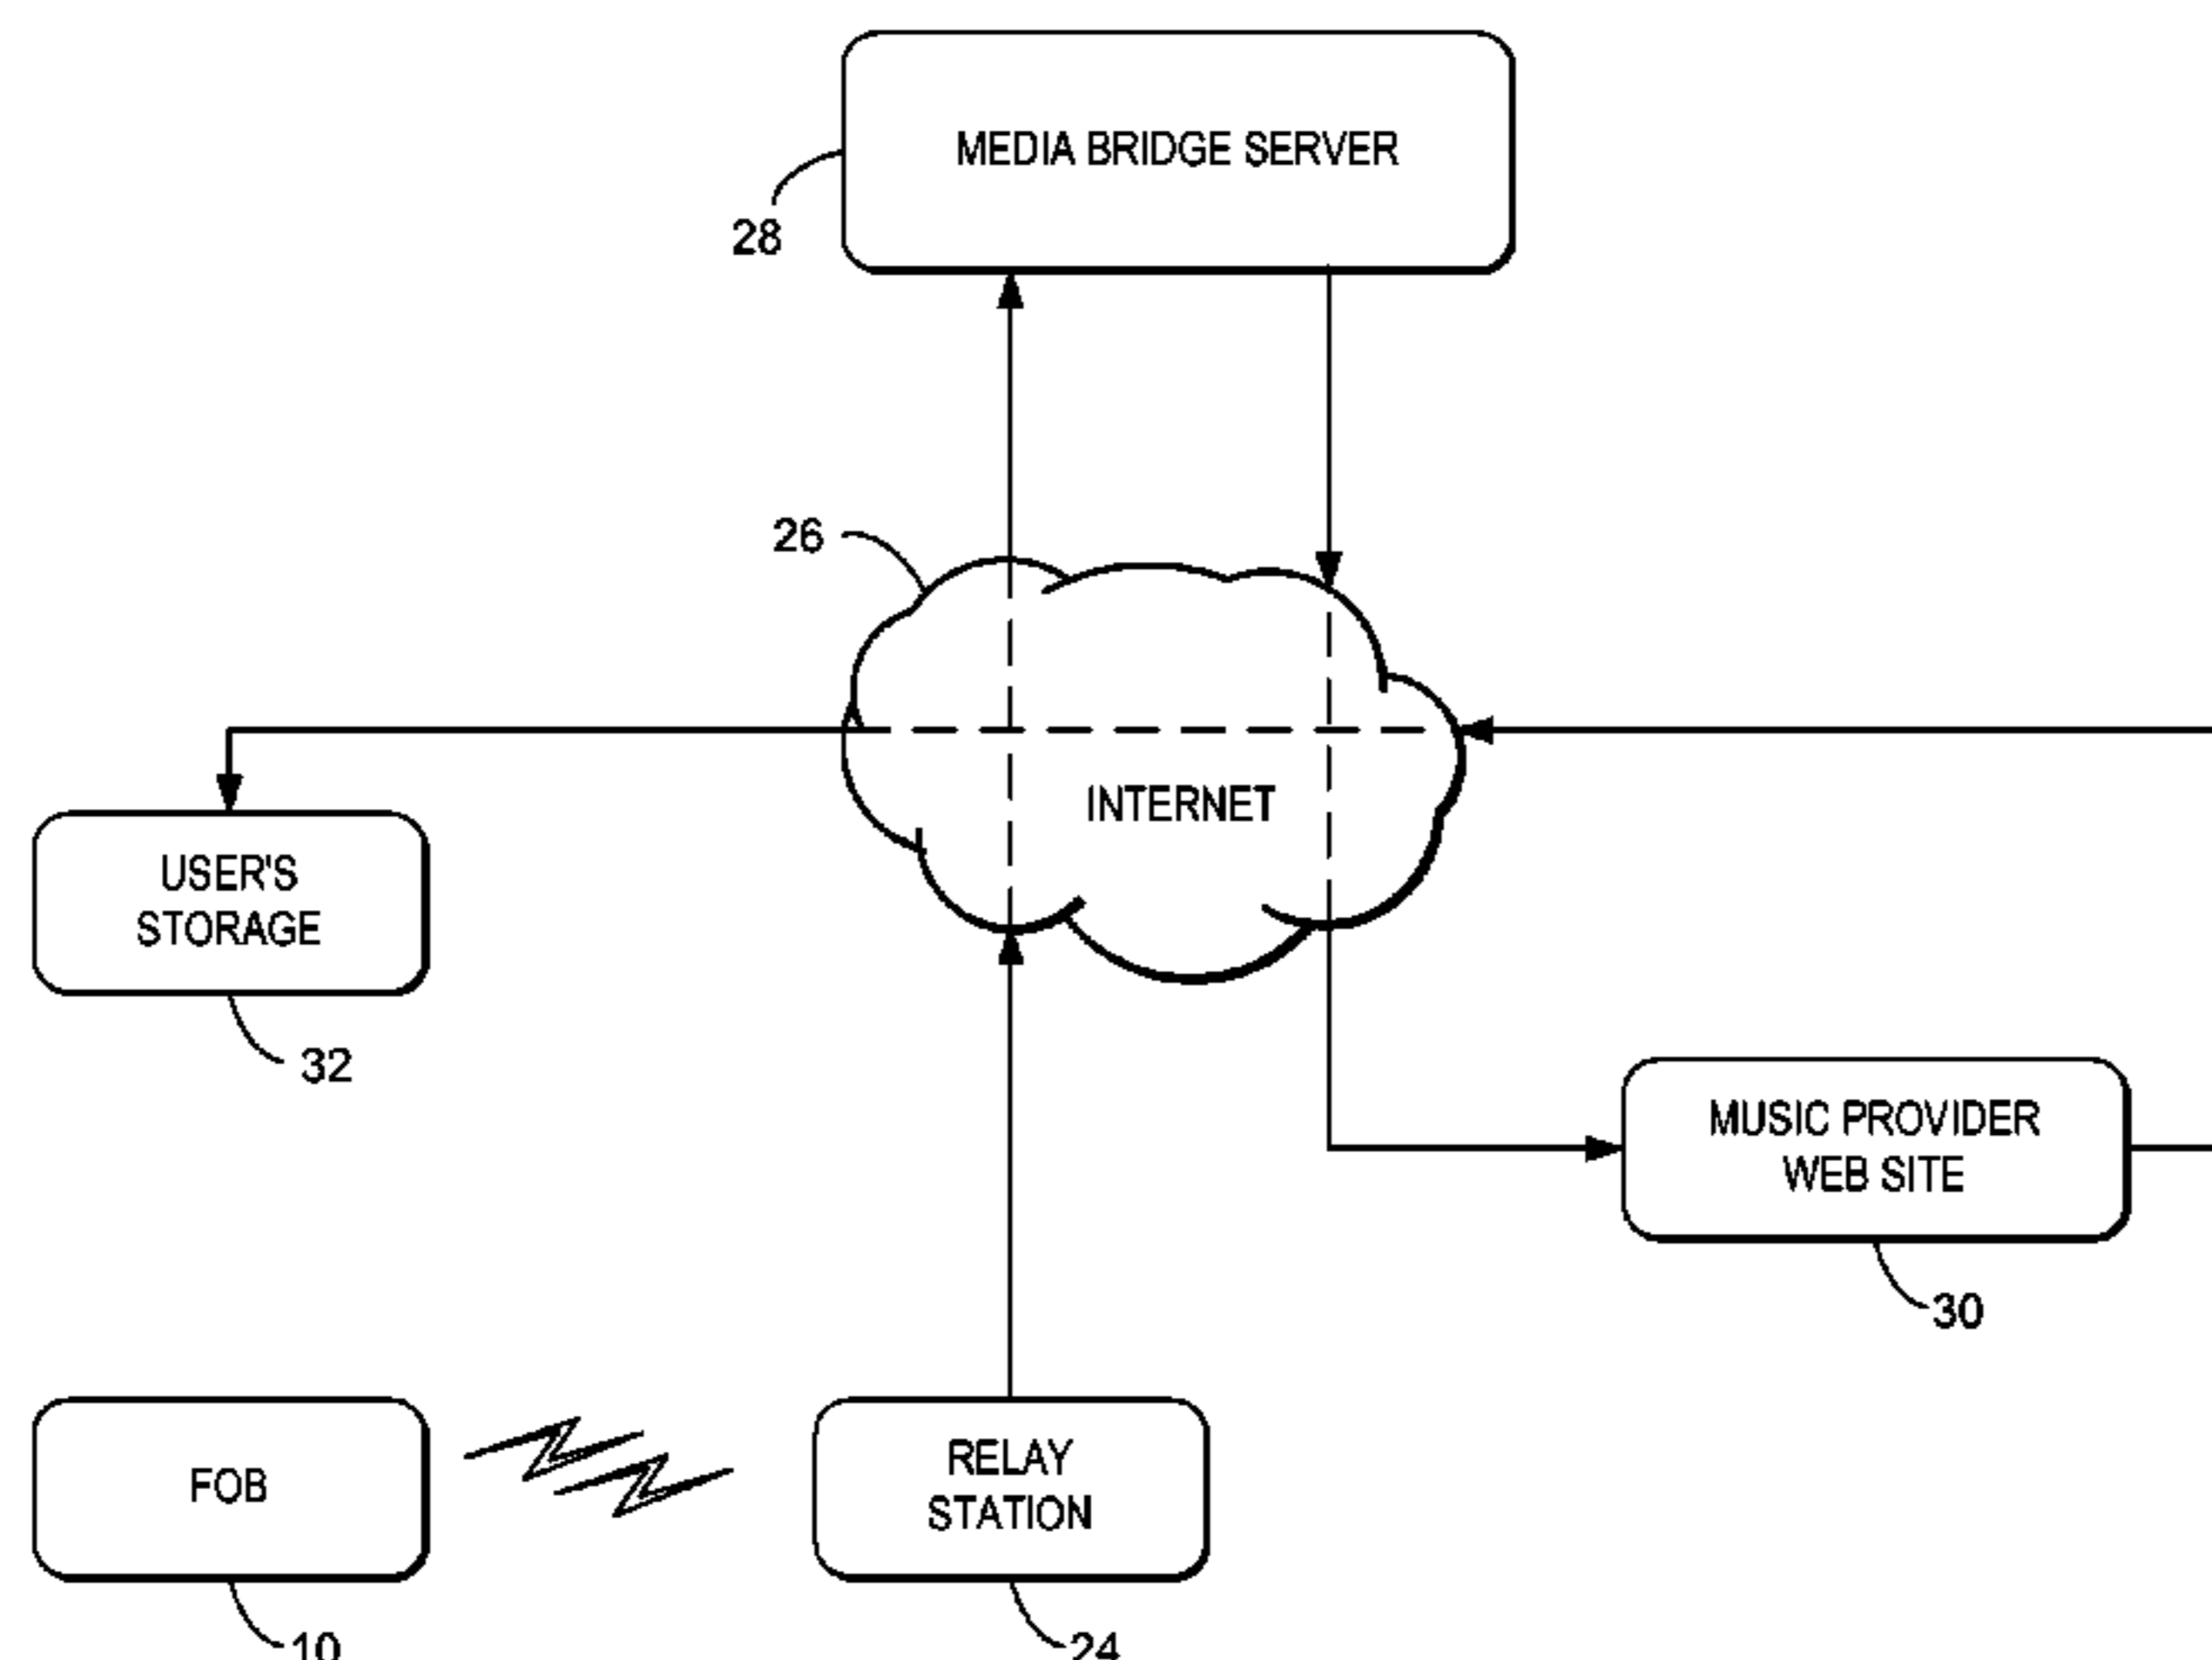 MEDIA BRIDGE SERVER
28
26
INTERNET
USER'S
STORAGE
32
MUSIC PROVIDER
WEB SITE
30
FOB
RELAY
STATION
10
24